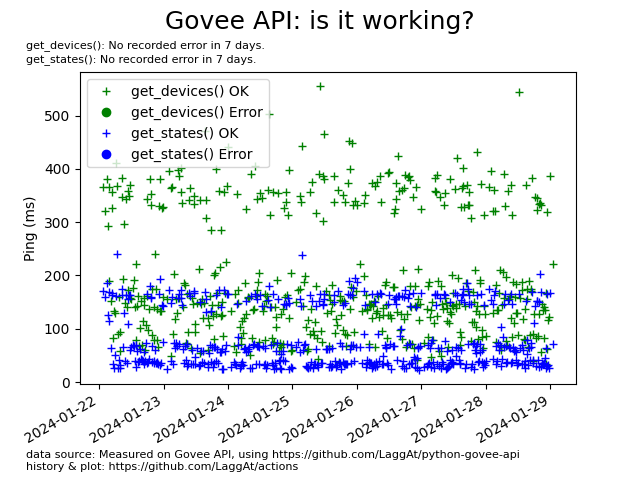 Govee API: is it working?
get_devices(): No recorded error in 7 days.
get_states(): No recorded error in 7 days.
get_devices() OK
get_devices() Error
get_states() OK
get_states() Error
Ping (ms)
500
400
300
200
100
0
2024-01-22
2024-01-23
2024-01-24
2024-01-25
2024-01-26
2024-01-27
2024-01-28
2024-01-29
data source: Measured on Govee API, using https://github.com/LaggAt/python-govee-api
history & plot: https://github.com/LaggAt/actions